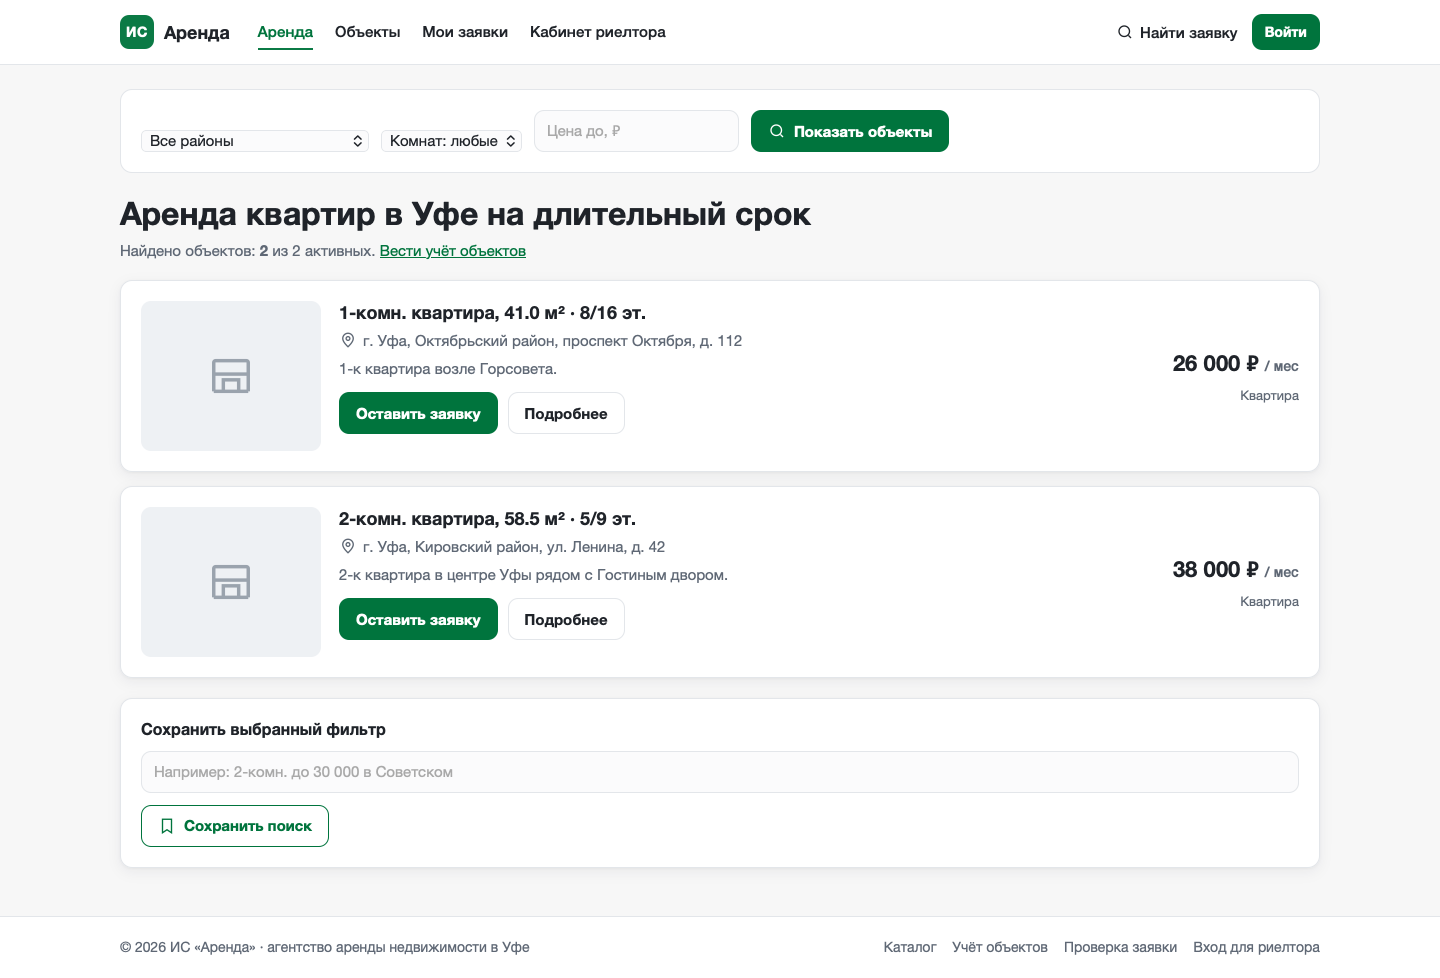 ИС Аренда Аренда Объекты Мои заявки Кабинет риелтора Найти заявку Войти
Все районы Комнат: любые Цена до, ₽ Показать объекты
Аренда квартир в Уфе на длительный срок
Найдено объектов: 2 из 2 активных. Вести учёт объектов
1-комн. квартира, 41.0 м² · 8/16 эт.
г. Уфа, Октябрьский район, проспект Октября, д. 112
1-к квартира возле Горсовета.
Оставить заявку Подробнее
26 000 ₽ / мес
Квартира
2-комн. квартира, 58.5 м² · 5/9 эт.
г. Уфа, Кировский район, ул. Ленина, д. 42
2-к квартира в центре Уфы рядом с Гостиным двором.
Оставить заявку Подробнее
38 000 ₽ / мес
Квартира
Сохранить выбранный фильтр
Например: 2-комн. до 30 000 в Советском
Сохранить поиск
© 2026 ИС «Аренда» · агентство аренды недвижимости в Уфе Каталог Учёт объектов Проверка заявки Вход для риелтора